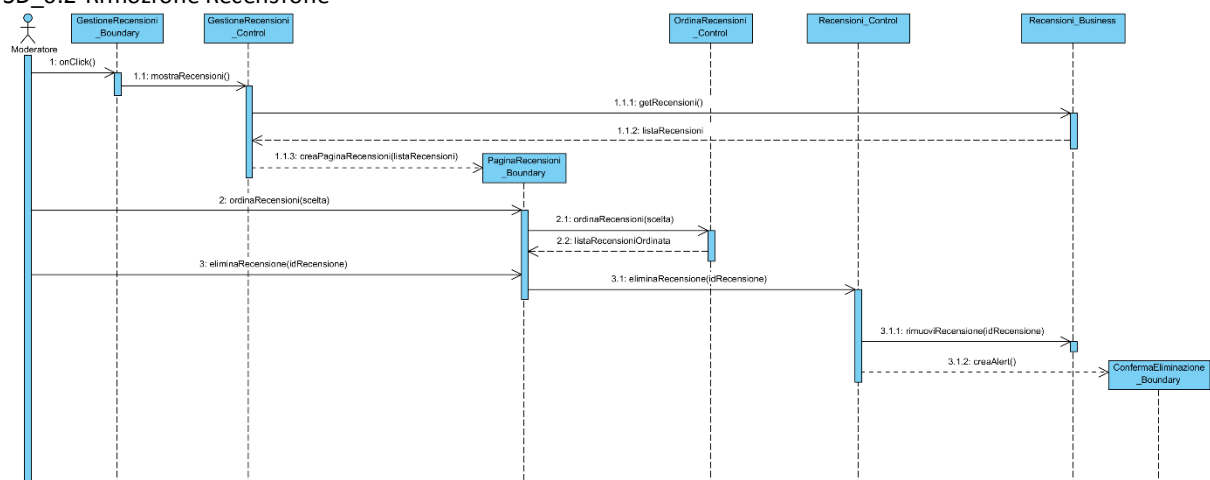 SD_6.2 Rimozione Recensione
GestioneRecensioni
_Boundary
GestioneRecensioni
_Control
OrdinaRecensioni
_Control
Recensioni_Control
Recensioni_Business
Moderatore
1: onClick()
1.1: mostraRecensioni()
1.1.1: getRecensioni()
1.1.2: listaRecensioni
1.1.3: creaPaginaRecensioni(listaRecensioni)
PaginaRecensioni
_Boundary
2: ordinaRecensioni(scelta)
2.1: ordinaRecensioni(scelta)
2.2: listaRecensioniOrdinata
3: eliminaRecensione(idRecensione)
3.1: eliminaRecensione(idRecensione)
3.1.1: rimuoviRecensione(idRecensione)
3.1.2: creaAlert()
ConfermaEliminazione
_Boundary